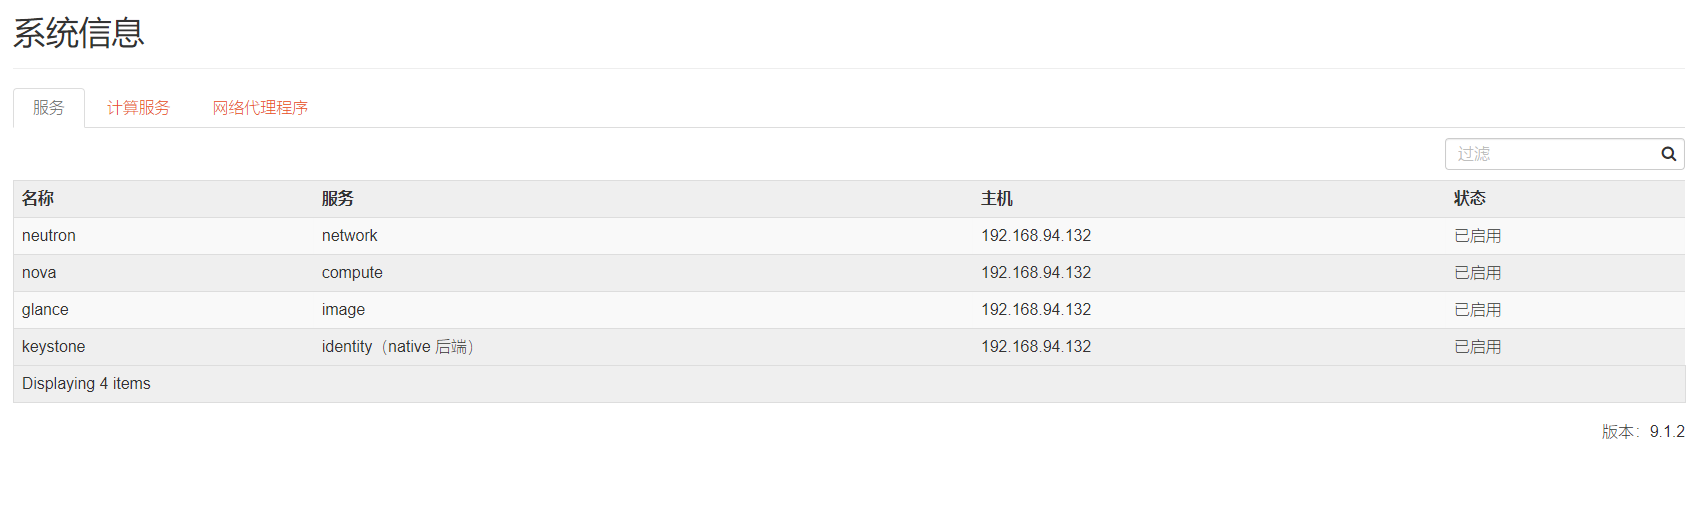 系统信息
服务 计算服务 网络代理程序
过滤
名称 服务 主机 状态
neutron network 192.168.94.132 已启用
nova compute 192.168.94.132 已启用
glance image 192.168.94.132 已启用
keystone identity（native 后端） 192.168.94.132 已启用
Displaying 4 items
版本：9.1.2